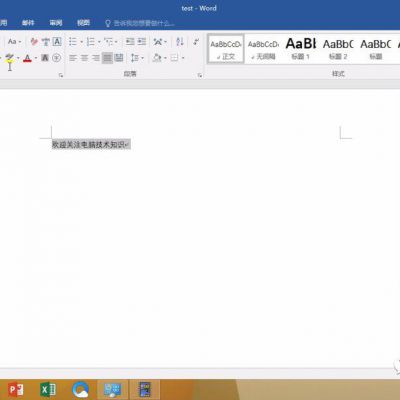 test - Word
用 邮件 审阅 视图 告诉我您想要做什么...
Aa
A A
AaBbCcDc AaBbCcDc AaBl AaBbC AaBbC AaBb
正文 无间隔 标题 1 标题 2 标题
段落 样式
欢迎关注电脑技术知识